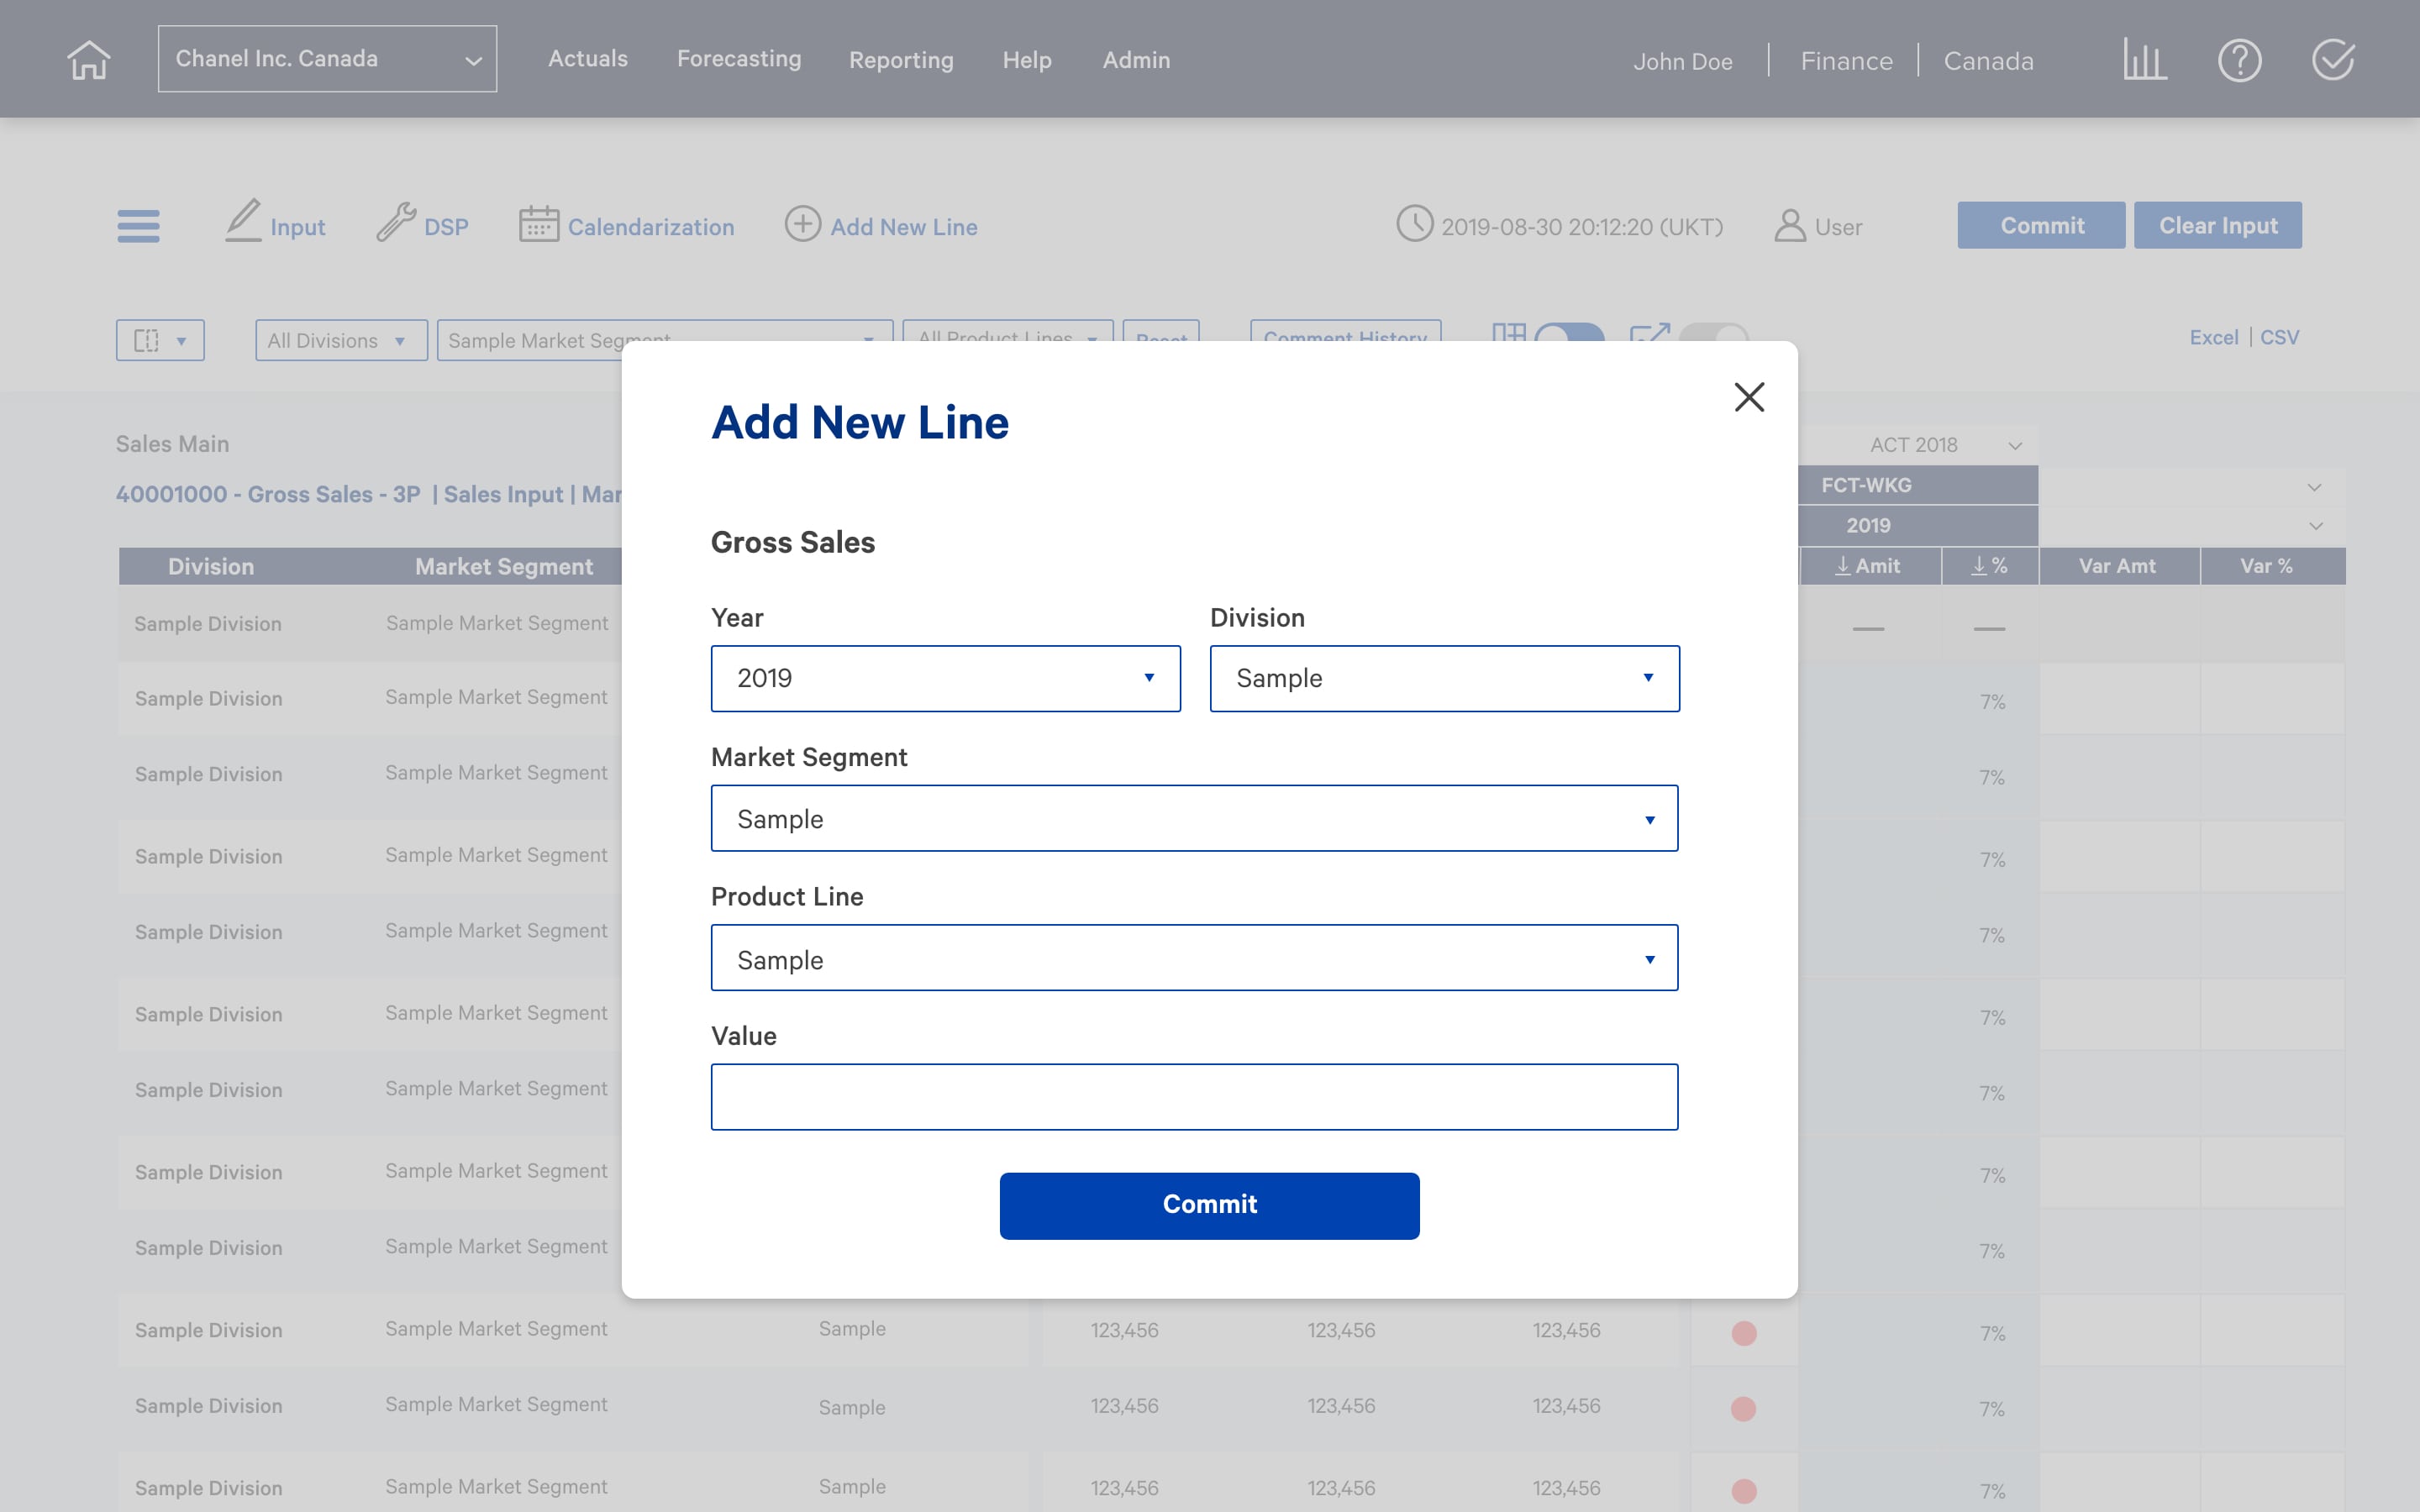 Chanel Inc. Canada Actuals Forecasting Reporting Help Admin John Doe Finance Canada
Input DSP Calendarization Add New Line 2019-08-30 20:12:20 (UKT) User Commit Clear Input
All Divisions Sample Market Segment All Product Lines Reset Comment History Excel | CSV
Add New Line
Sales Main
ACT 2018
40001000 - Gross Sales - 3P | Sales Input |
FCT-WKG
2019
Division Market Segment
Amit % Var Amt Var %
Gross Sales
Year Division
2019 Sample
Market Segment
Sample
Product Line
Sample
Value
Commit
Sample Division Sample Market Segment — —
Sample Division Sample Market Segment 7%
Sample Division Sample Market Segment 7%
Sample Division Sample Market Segment 7%
Sample Division Sample Market Segment 7%
Sample Division Sample Market Segment 7%
Sample Division Sample Market Segment 7%
Sample Division Sample Market Segment 7%
Sample Division Sample Market Segment 7%
Sample Division Sample Market Segment Sample 123,456 123,456 123,456 7%
Sample Division Sample Market Segment Sample 123,456 123,456 123,456 7%
Sample Division Sample Market Segment Sample 123,456 123,456 123,456 7%